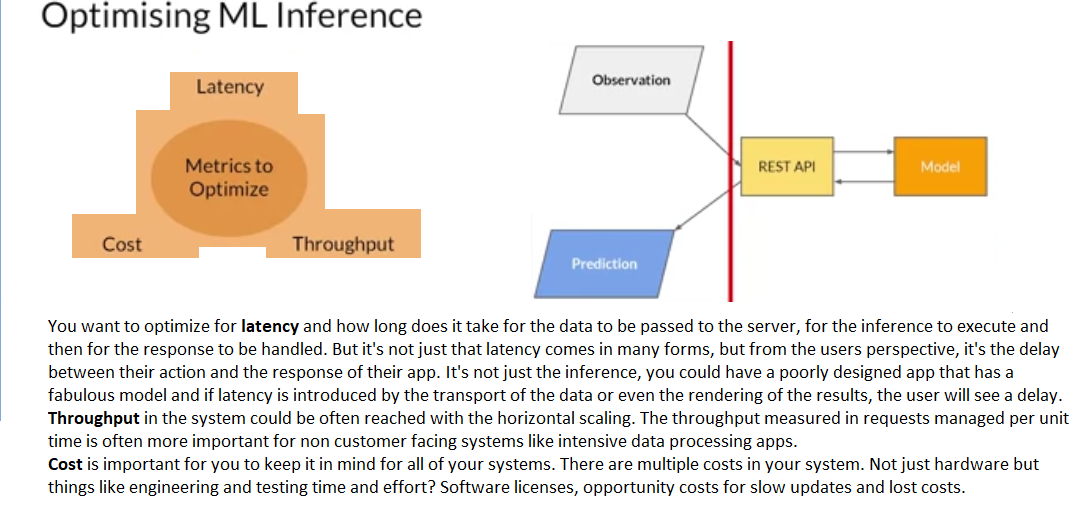 Optimising ML Inference
Latency
Metrics to
Optimize
Cost
Throughput
Observation
REST API
Model
Prediction
You want to optimize for latency and how long does it take for the data to be passed to the server, for the inference to execute and
then for the response to be handled. But it's not just that latency comes in many forms, but from the users perspective, it's the delay
between their action and the response of their app. It's not just the inference, you could have a poorly designed app that has a
fabulous model and if latency is introduced by the transport of the data or even the rendering of the results, the user will see a delay.
Throughput in the system could be often reached with the horizontal scaling. The throughput measured in requests managed per unit
time is often more important for non customer facing systems like intensive data processing apps.
Cost is important for you to keep it in mind for all of your systems. There are multiple costs in your system. Not just hardware but
things like engineering and testing time and effort? Software licenses, opportunity costs for slow updates and lost costs.